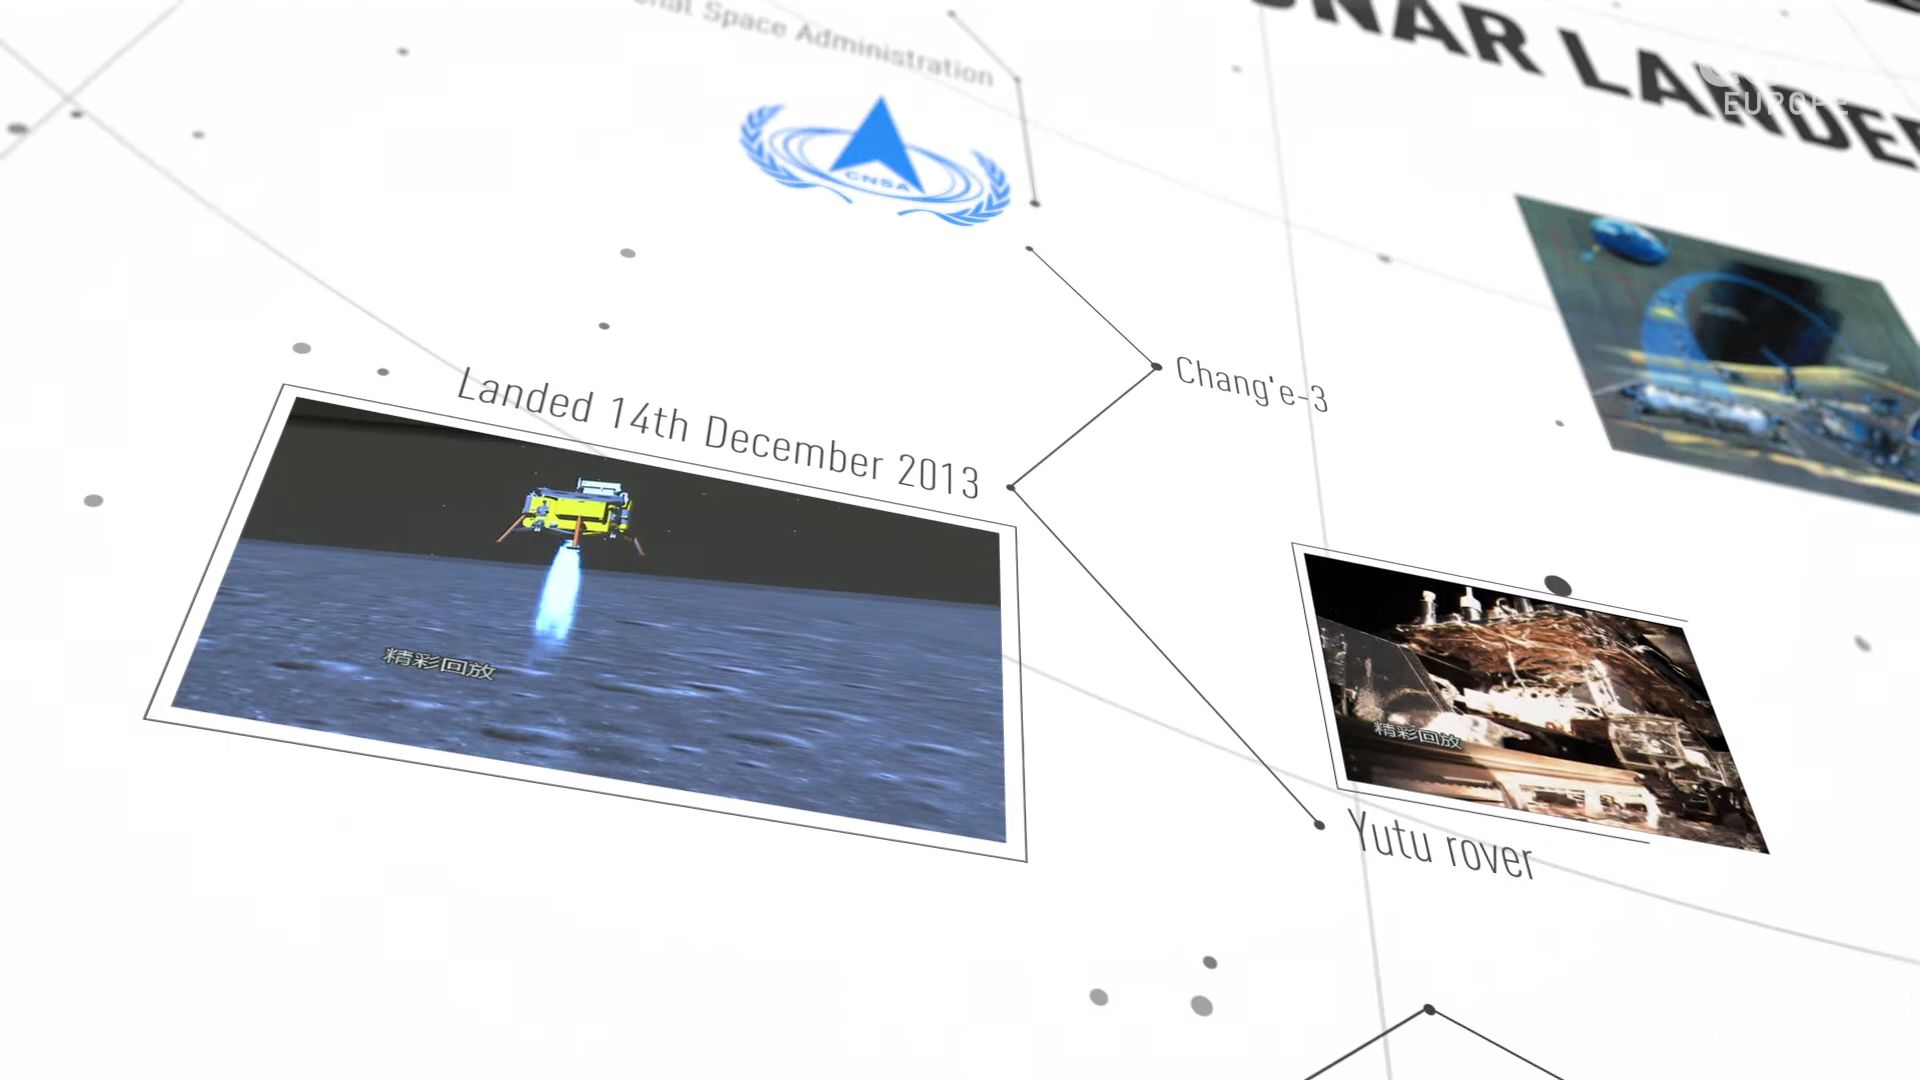 Space Administration
LANDE
EUROPE
CNSA
Chang'e-3
Landed 14th December 2013
精彩回放
精彩回放
Yutu rover